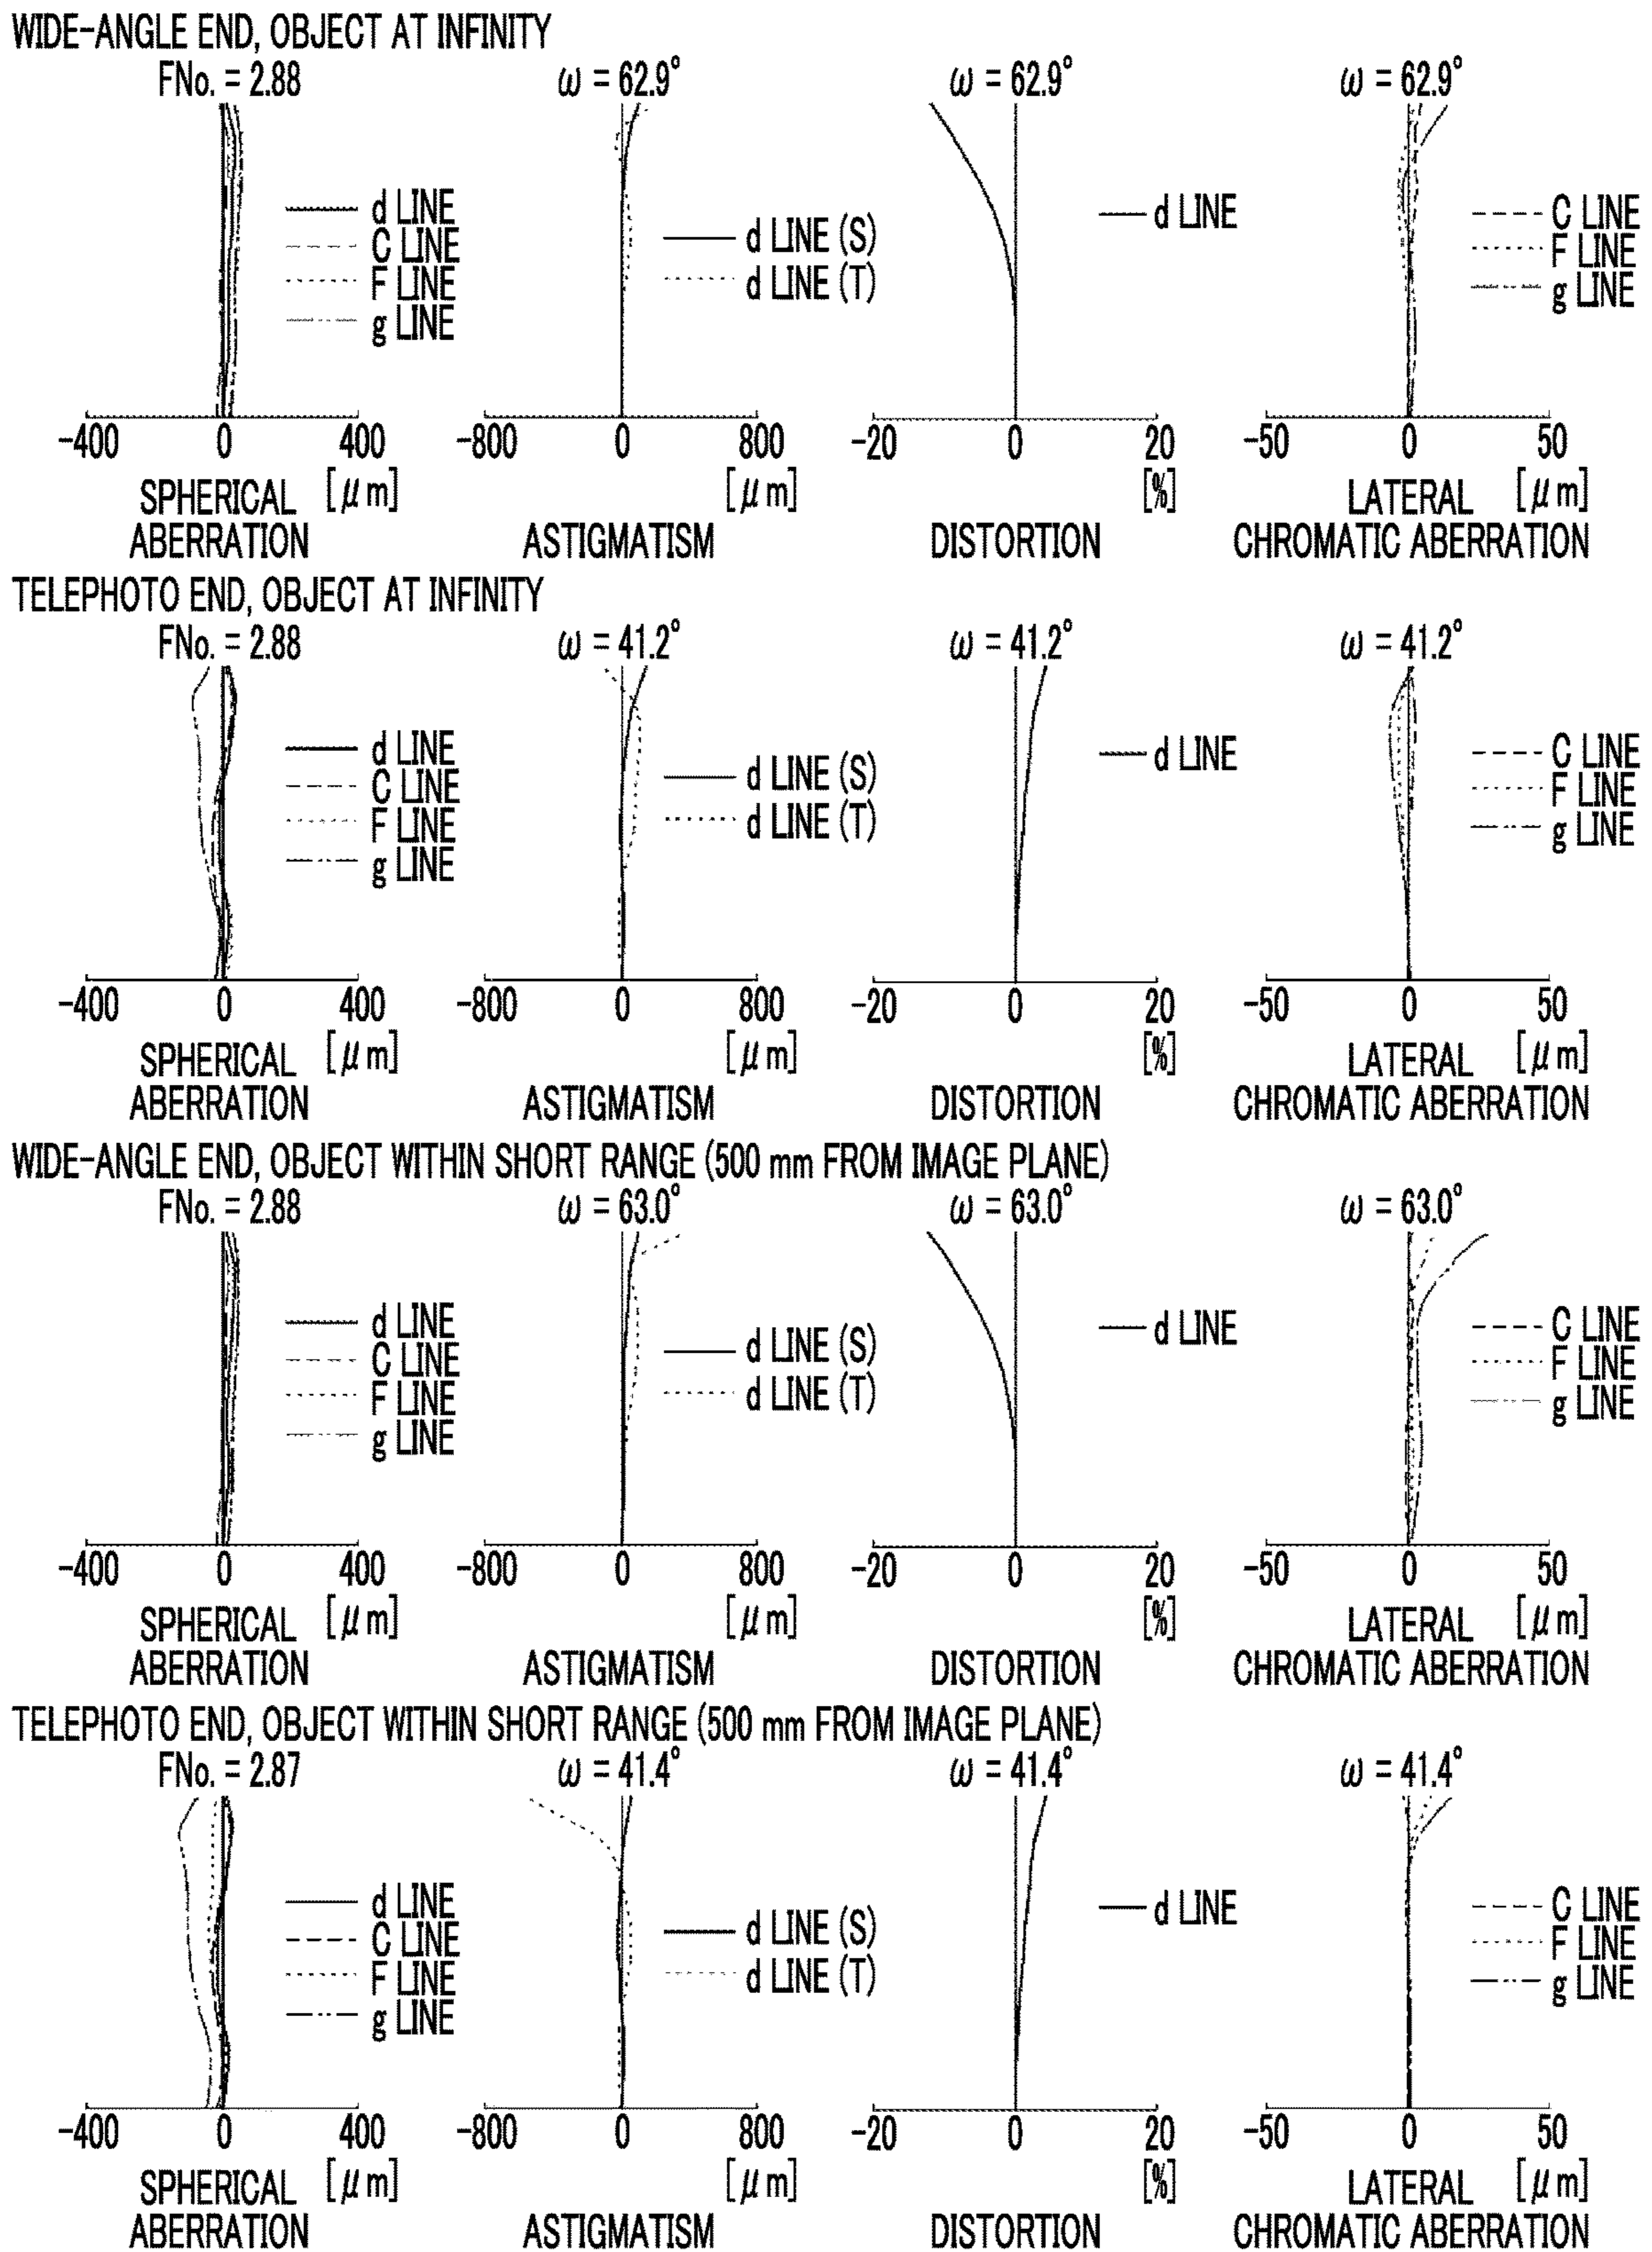 WIDE-ANGLE END, OBJECT AT INFINITY
FNo. = 2.88 ω = 62.9° ω = 62.9° ω = 62.9°
d LINE
C LINE
F LINE
g LINE
d LINE (S)
d LINE (T)
d LINE
C LINE
F LINE
g LINE
-400 0 400 -800 0 800 -20 0 20 -50 0 50
SPHERICAL [μm] [μm] [%] LATERAL [μm]
ABERRATION ASTIGMATISM DISTORTION CHROMATIC ABERRATION
TELEPHOTO END, OBJECT AT INFINITY
FNo. = 2.88 ω = 41.2° ω = 41.2° ω = 41.2°
d LINE
C LINE
F LINE
g LINE
d LINE (S)
d LINE (T)
d LINE
C LINE
F LINE
g LINE
-400 0 400 -800 0 800 -20 0 20 -50 0 50
SPHERICAL [μm] [μm] [%] LATERAL [μm]
ABERRATION ASTIGMATISM DISTORTION CHROMATIC ABERRATION
WIDE-ANGLE END, OBJECT WITHIN SHORT RANGE (500 mm FROM IMAGE PLANE)
FNo. = 2.88 ω = 63.0° ω = 63.0° ω = 63.0°
d LINE
C LINE
F LINE
g LINE
d LINE (S)
d LINE (T)
d LINE
C LINE
F LINE
g LINE
-400 0 400 -800 0 800 -20 0 20 -50 0 50
SPHERICAL [μm] [μm] [%] LATERAL [μm]
ABERRATION ASTIGMATISM DISTORTION CHROMATIC ABERRATION
TELEPHOTO END, OBJECT WITHIN SHORT RANGE (500 mm FROM IMAGE PLANE)
FNo. = 2.87 ω = 41.4° ω = 41.4° ω = 41.4°
d LINE
C LINE
F LINE
g LINE
d LINE (S)
d LINE (T)
d LINE
C LINE
F LINE
g LINE
-400 0 400 -800 0 800 -20 0 20 -50 0 50
SPHERICAL [μm] [μm] [%] LATERAL [μm]
ABERRATION ASTIGMATISM DISTORTION CHROMATIC ABERRATION